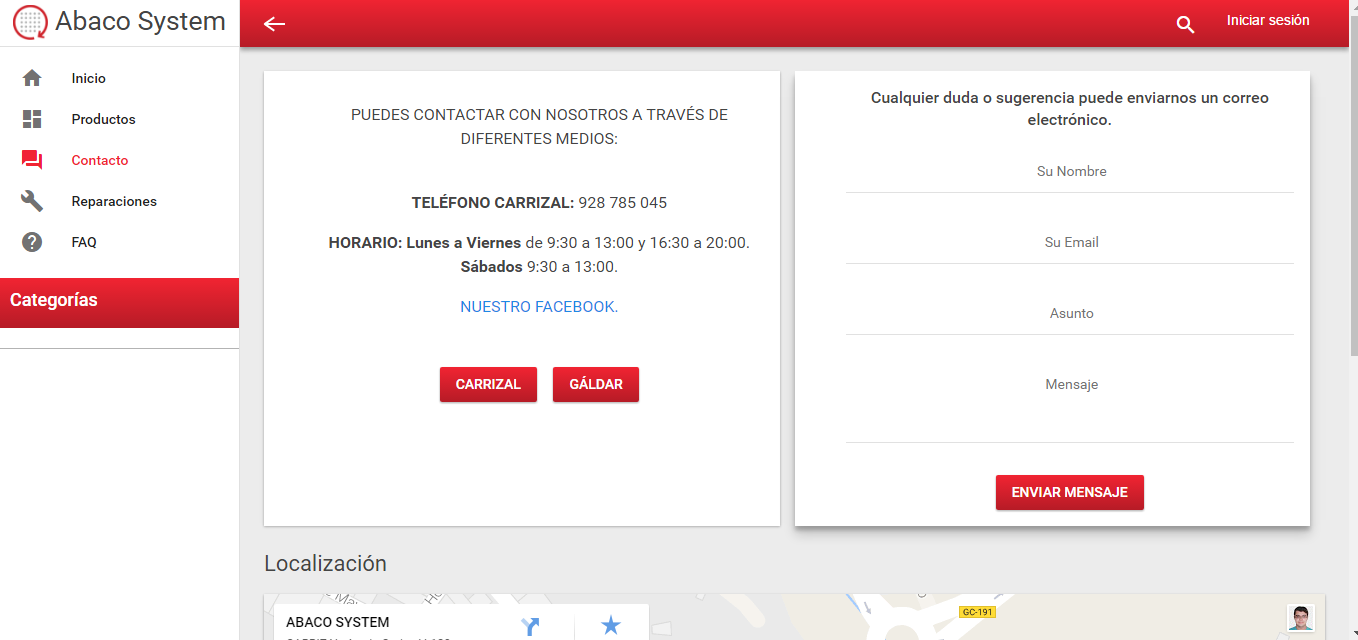 Abaco System
Iniciar sesión
Inicio
Productos
Contacto
Reparaciones
FAQ
Categorías
PUEDES CONTACTAR CON NOSOTROS A TRAVÉS DE
DIFERENTES MEDIOS:
TELÉFONO CARRIZAL: 928 785 045
HORARIO: Lunes a Viernes de 9:30 a 13:00 y 16:30 a 20:00.
Sábados 9:30 a 13:00.
NUESTRO FACEBOOK.
CARRIZAL
GÁLDAR
Cualquier duda o sugerencia puede enviarnos un correo
electrónico.
Su Nombre
Su Email
Asunto
Mensaje
ENVIAR MENSAJE
Localización
ABACO SYSTEM
GC-191